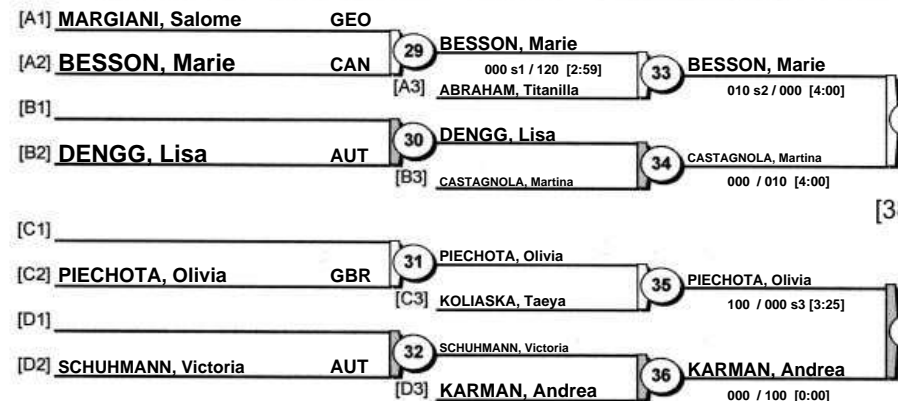 [A1] MARGIANI, Salome GEO
29 BESSON, Marie
[A2] BESSON, Marie CAN
000 s1 / 120 [2:59]
33 BESSON, Marie
[A3] ABRAHAM, Titanilla
010 s2 / 000 [4:00]
[B1]
30 DENGG, Lisa
[B2] DENGG, Lisa AUT
34 CASTAGNOLA, Martina
[B3] CASTAGNOLA, Martina
000 / 010 [4:00]
[C1]
31 PIECHOTA, Olivia
[C2] PIECHOTA, Olivia GBR
35 PIECHOTA, Olivia
[C3] KOLIASKA, Taeya
100 / 000 s3 [3:25]
[D1]
32 SCHUHMANN, Victoria
[D2] SCHUHMANN, Victoria AUT
36 KARMAN, Andrea
[D3] KARMAN, Andrea
000 / 100 [0:00]